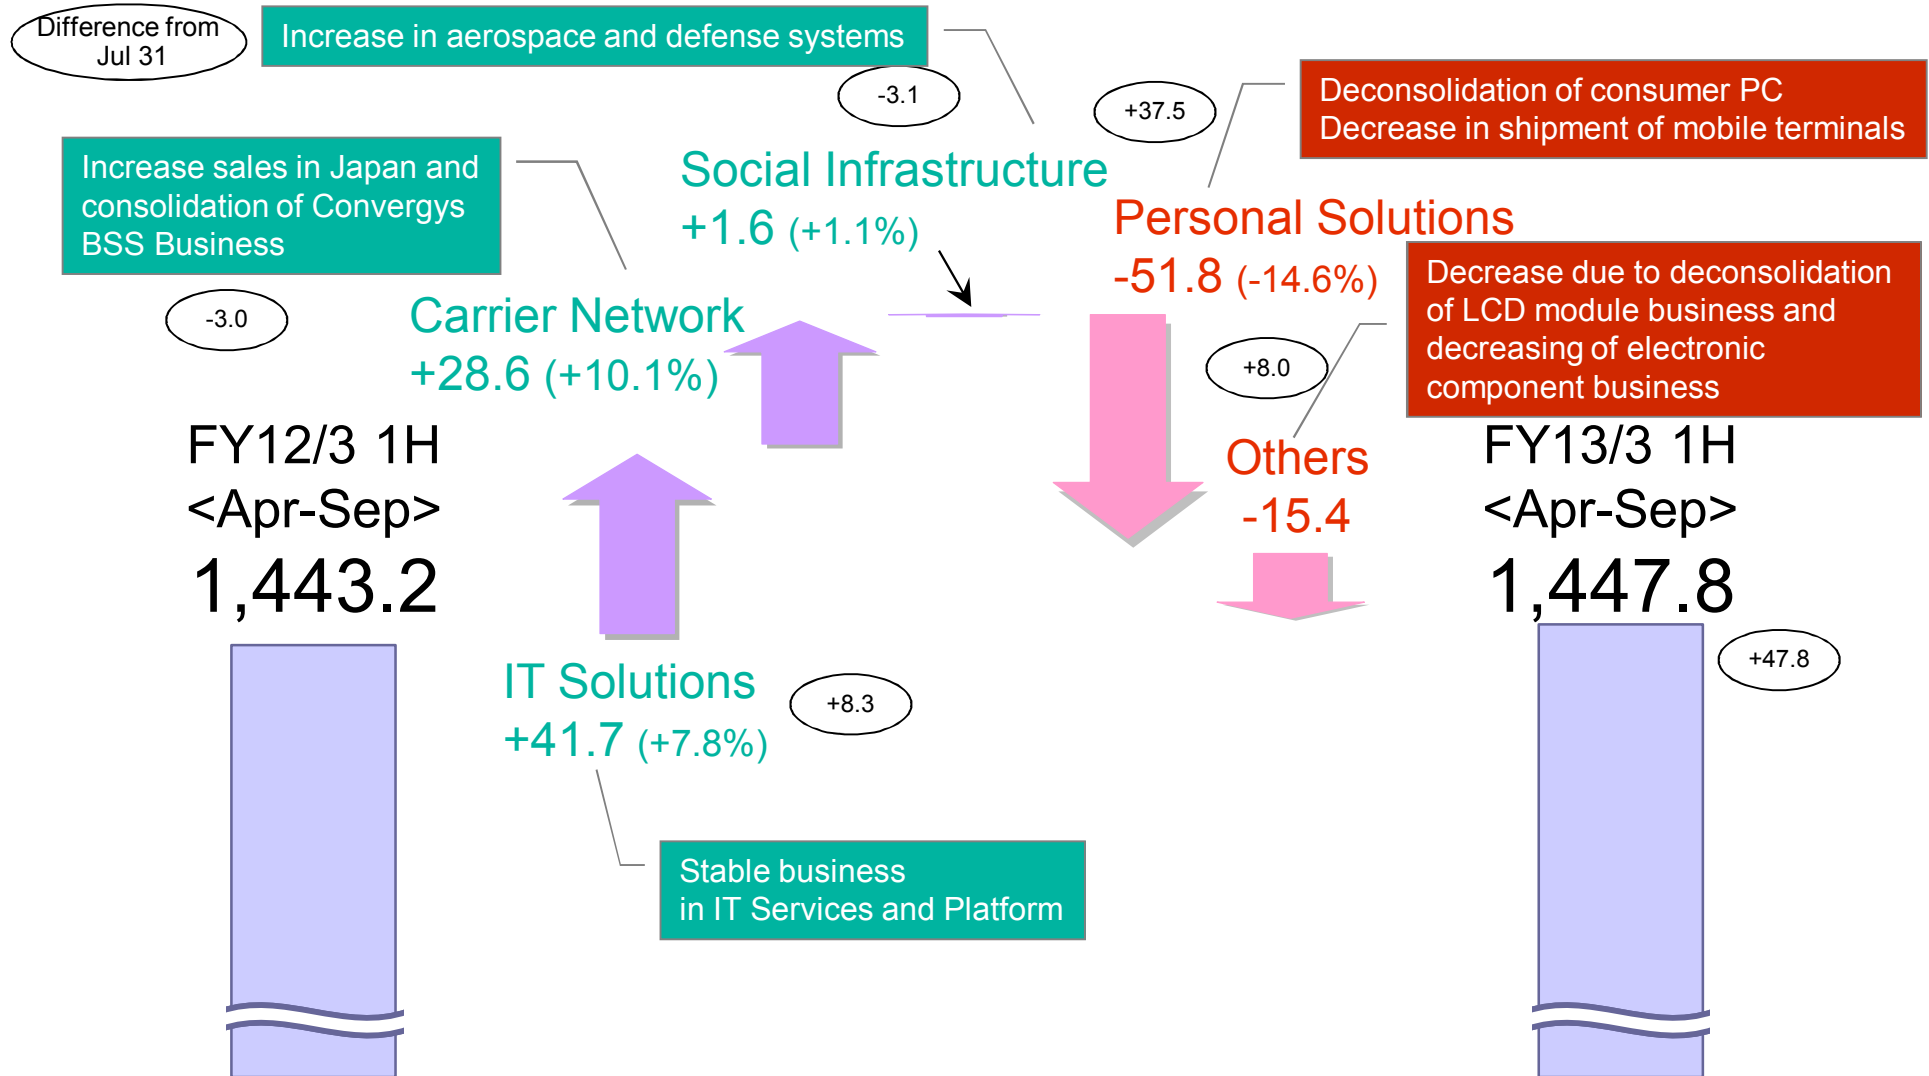 Difference from
Jul 31
Increase in aerospace and defense systems
-3.1
+37.5
Deconsolidation of consumer PC
Decrease in shipment of mobile terminals
Increase sales in Japan and
consolidation of Convergys
BSS Business
Social Infrastructure
+1.6 (+1.1%)
Personal Solutions
-51.8 (-14.6%)
-3.0
Carrier Network
+28.6 (+10.1%)
Decrease due to deconsolidation
of LCD module business and
decreasing of electronic
component business
+8.0
FY12/3 1H
<Apr-Sep>
1,443.2
Others
-15.4
FY13/3 1H
<Apr-Sep>
1,447.8
+47.8
IT Solutions
+41.7 (+7.8%)
+8.3
Stable business
in IT Services and Platform